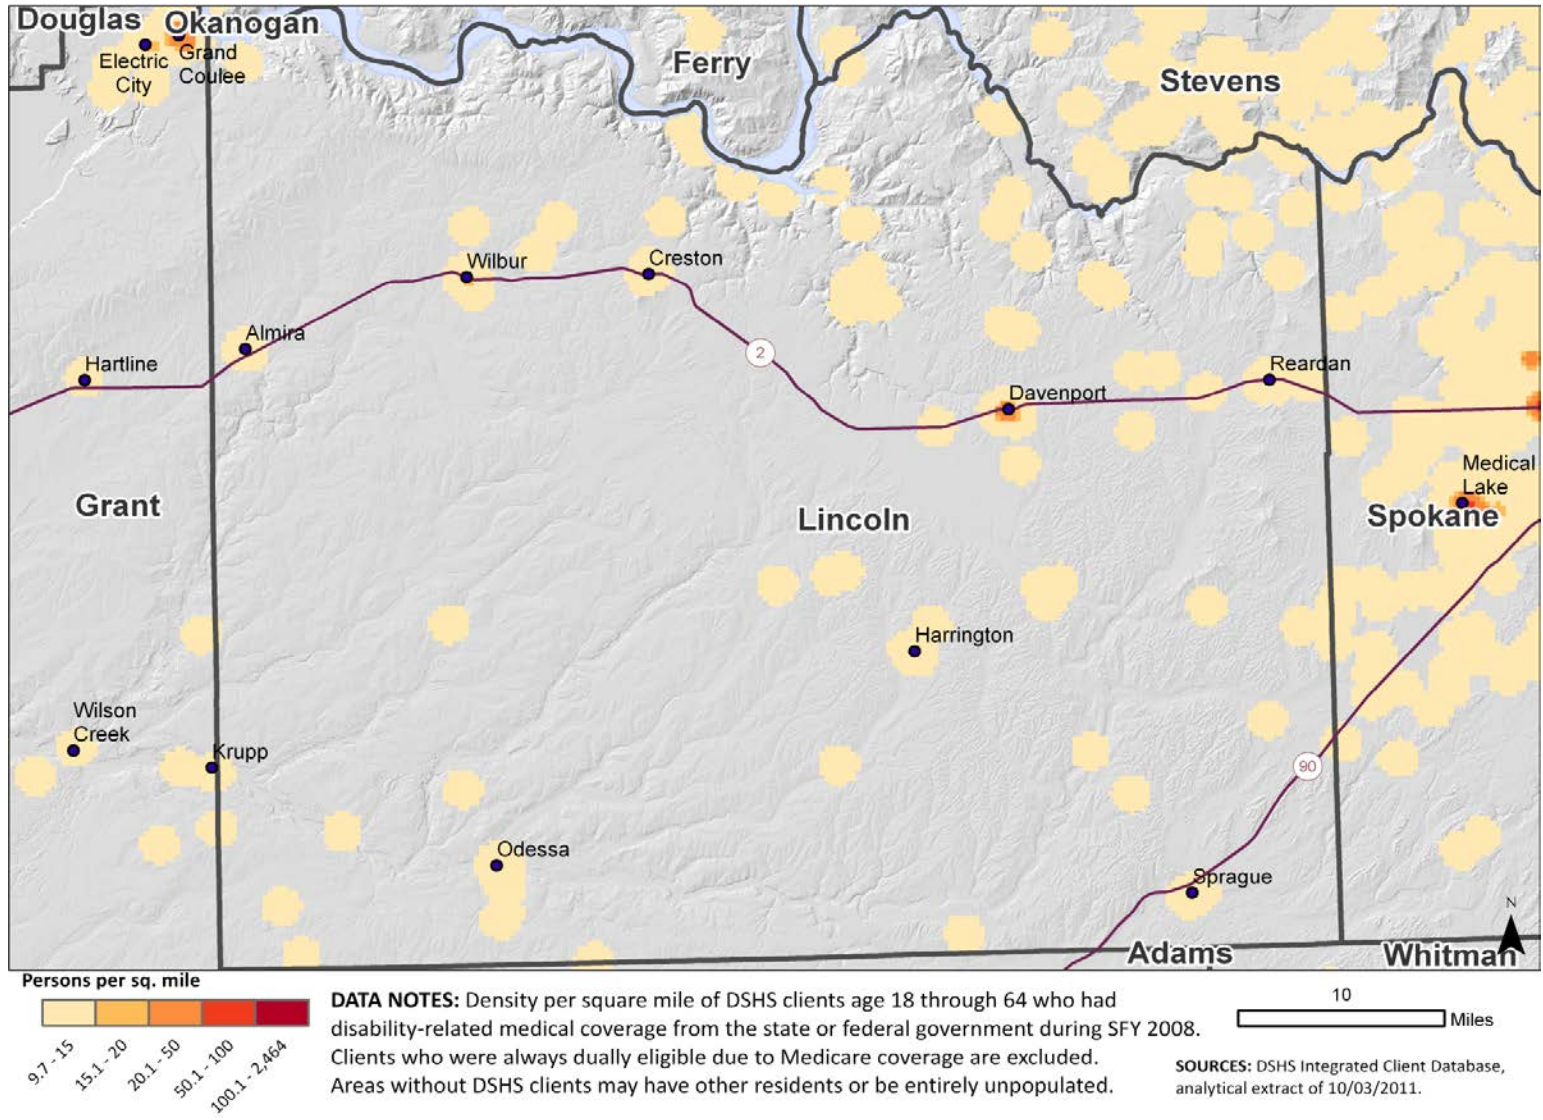 Douglas
Okanogan
Electric
City
Grand
Coulee
Ferry
Stevens
Wilbur
Creston
Almira
Hartline
2
Reardan
Davenport
Medical
Lake
Grant
Lincoln
Spokane
Harrington
Wilson
Creek
Krupp
90
Odessa
Sprague
N
Adams
Whitman
Persons per sq. mile
9.7 - 15
15.1 - 20
20.1 - 50
50.1 - 100
100.1 - 2,464
DATA NOTES: Density per square mile of DSHS clients age 18 through 64 who had
disability-related medical coverage from the state or federal government during SFY 2008.
Clients who were always dually eligible due to Medicare coverage are excluded.
Areas without DSHS clients may have other residents or be entirely unpopulated.
10
Miles
SOURCES: DSHS Integrated Client Database,
analytical extract of 10/03/2011.